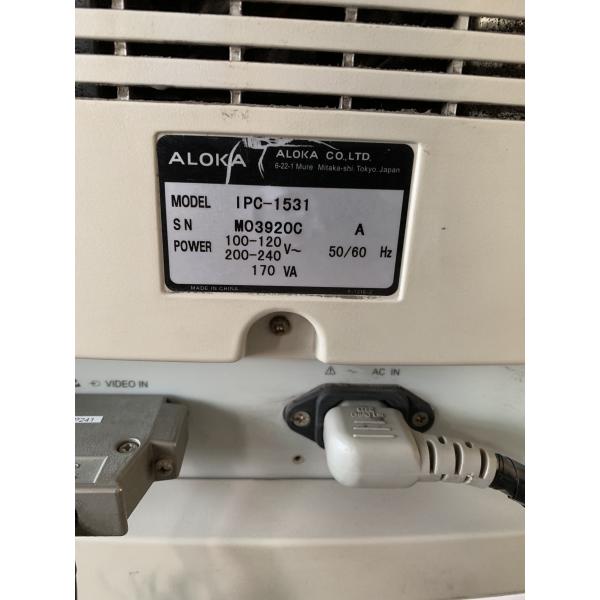 ALOKA
ALOKA CO.,LTD.
6-22-1 Mure Mitaka-shi, Tokyo, Japan
MODEL IPC-1531
SN M03920C A
POWER 100-120 V~ 50/60 Hz
200-240
170 VA
MADE IN CHINA
VIDEO IN
AC IN